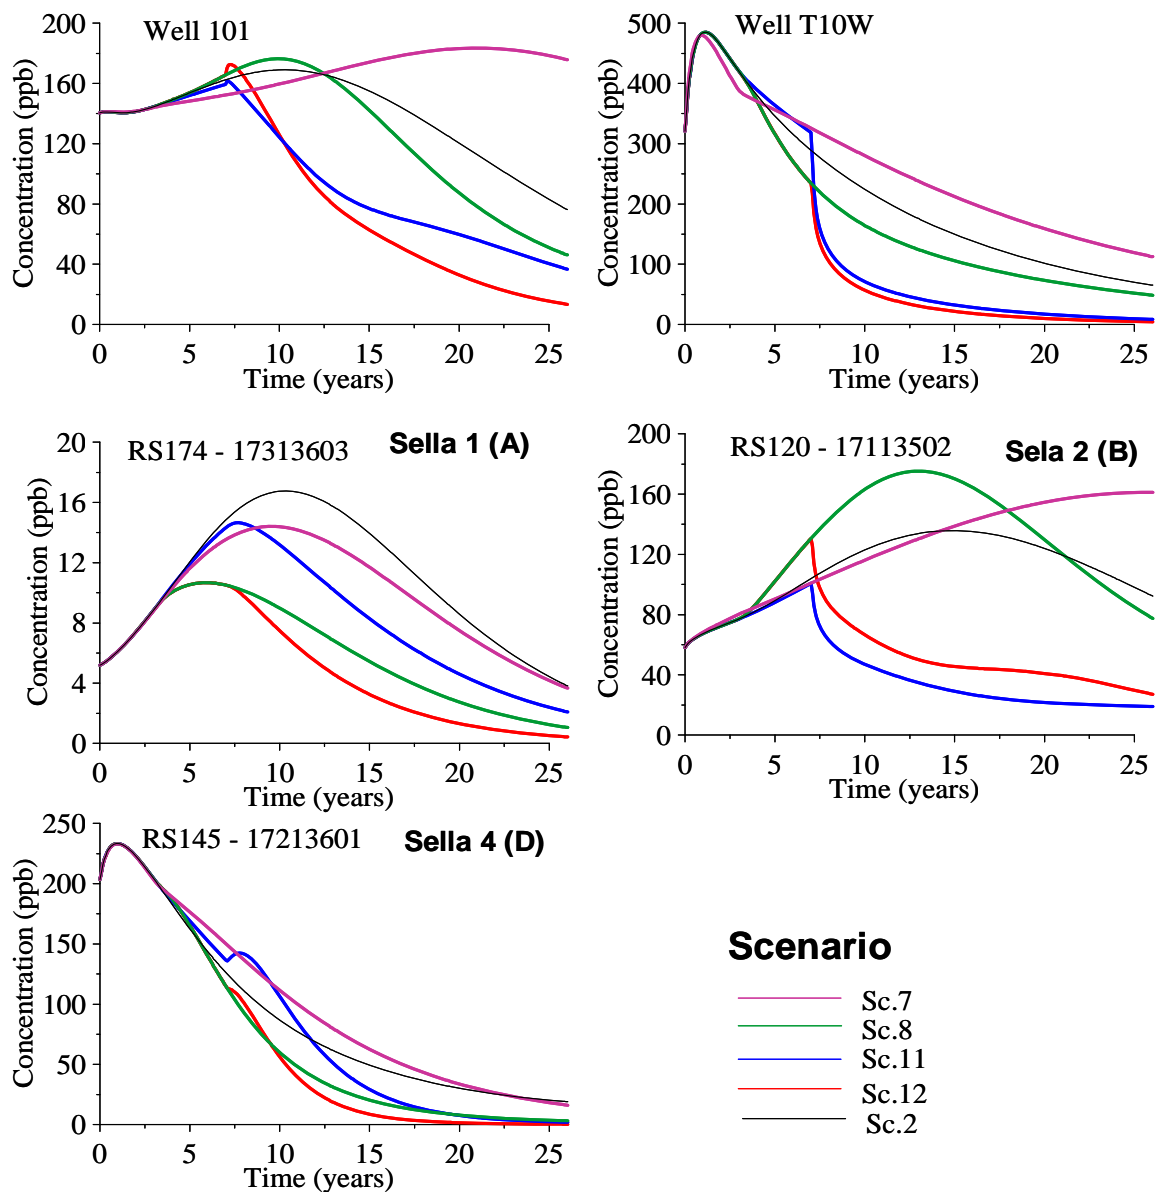 Well 101
Concentration (ppb)
200
160
120
80
40
0
0 5 10 15 20 25
Time (years)
Well T10W
Concentration (ppb)
500
400
300
200
100
0
0 5 10 15 20 25
Time (years)
RS174 - 17313603
Sella 1 (A)
Concentration (ppb)
20
16
12
8
4
0
0 5 10 15 20 25
Time (years)
RS120 - 17113502
Sela 2 (B)
Concentration (ppb)
200
160
120
80
40
0
0 5 10 15 20 25
Time (years)
RS145 - 17213601
Sella 4 (D)
Concentration (ppb)
250
200
150
100
50
0
0 5 10 15 20 25
Time (years)
Scenario
Sc.7
Sc.8
Sc.11
Sc.12
Sc.2